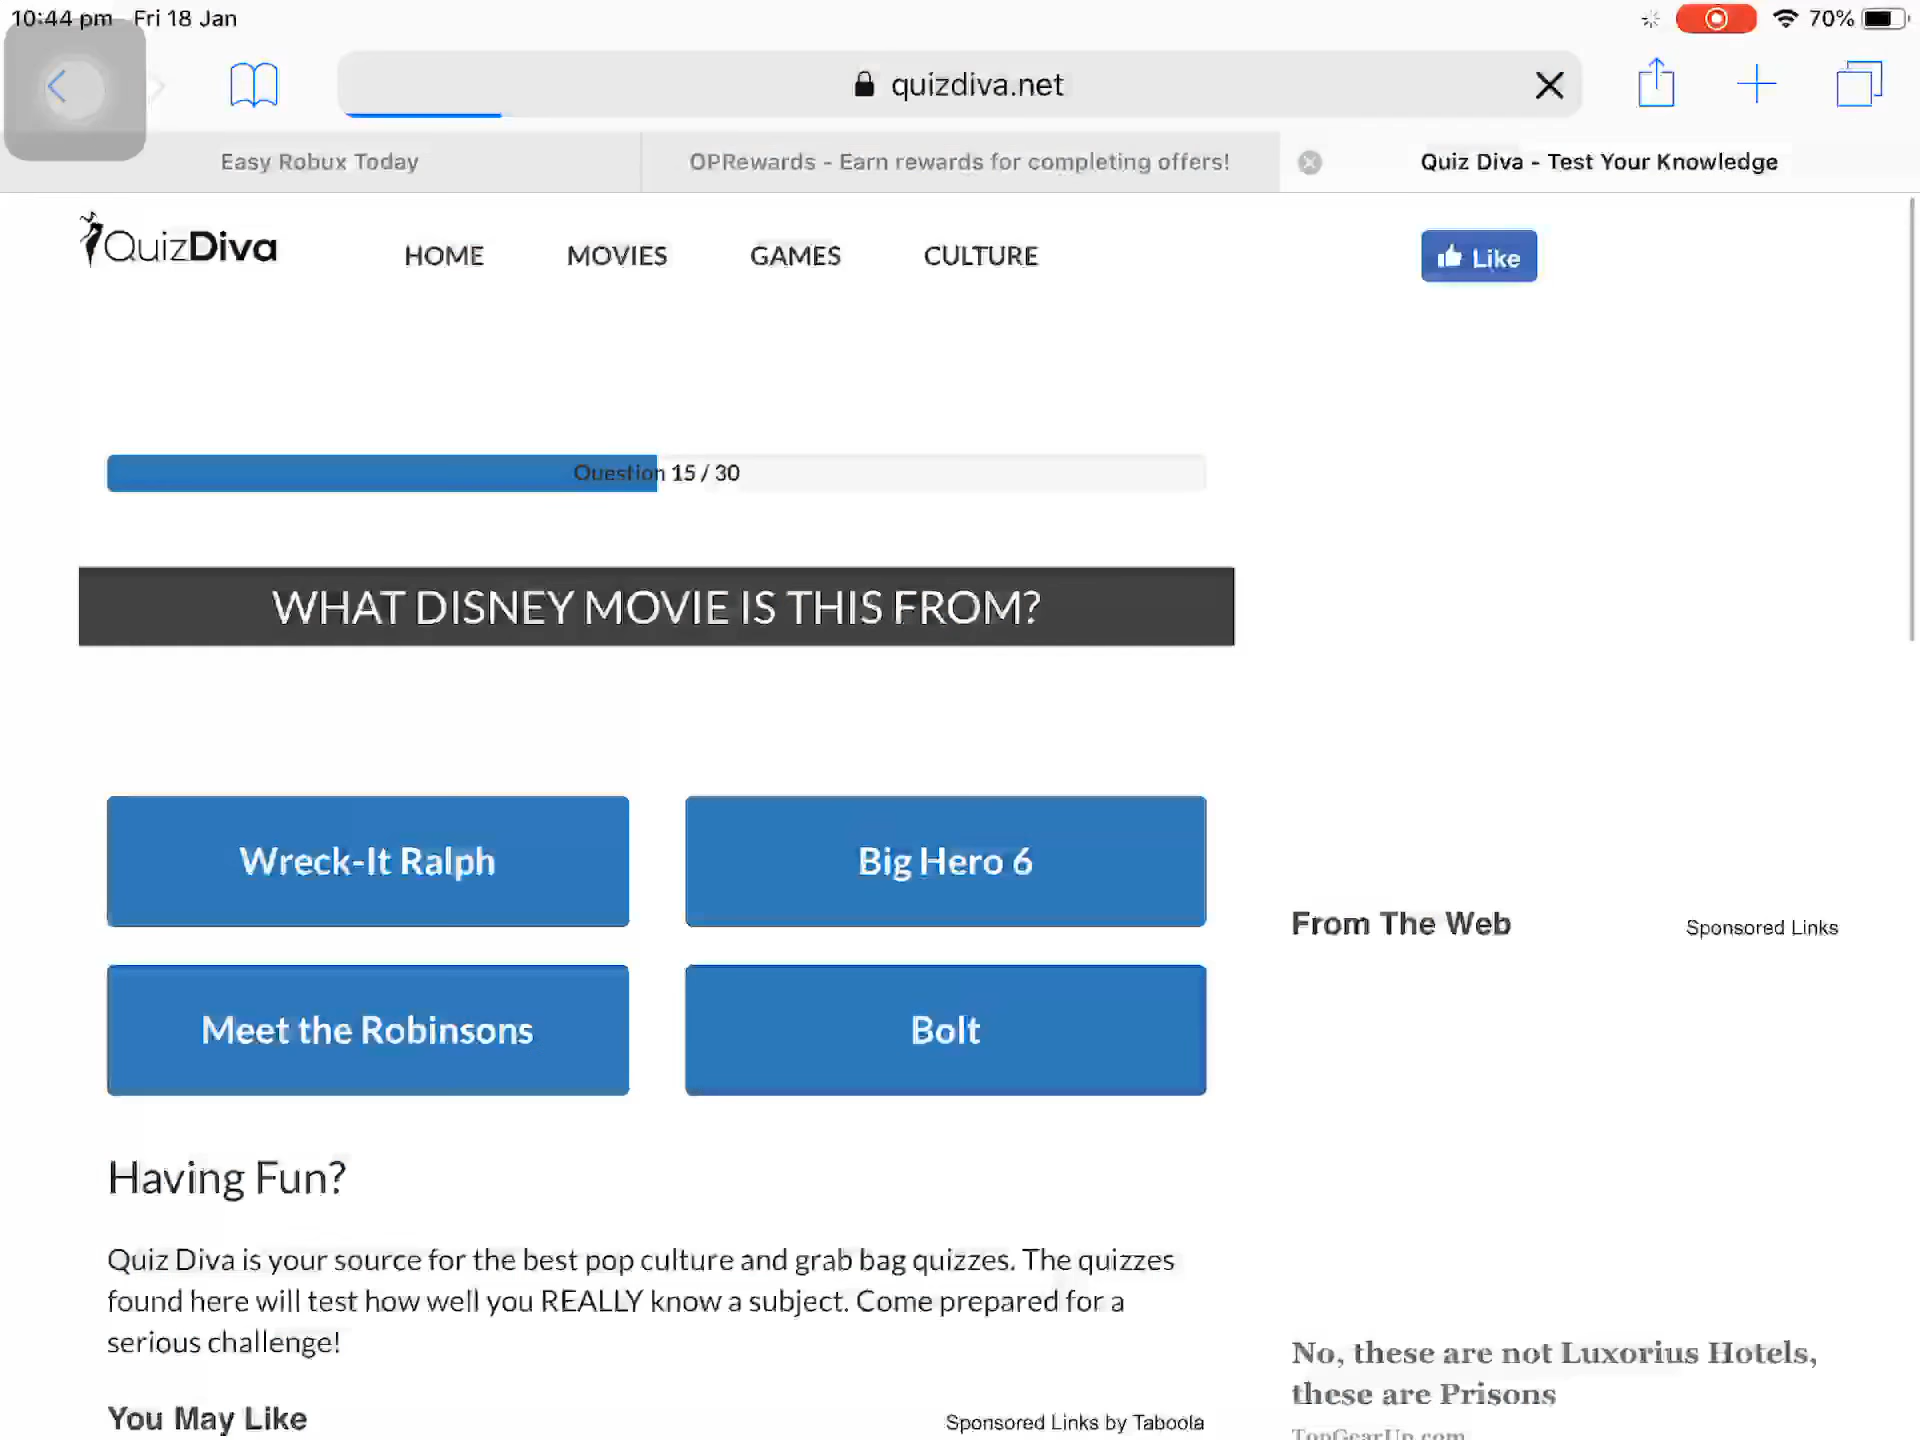 10:44 pm Fri 18 Jan
70%
quizdiva.net
Easy Robux Today
OPRewards - Earn rewards for completing offers!
Quiz Diva - Test Your Knowledge
QuizDiva
HOME
MOVIES
GAMES
CULTURE
Like
Question 15 / 30
WHAT DISNEY MOVIE IS THIS FROM?
Wreck-It Ralph
Big Hero 6
Meet the Robinsons
Bolt
From The Web
Sponsored Links
Having Fun?
Quiz Diva is your source for the best pop culture and grab bag quizzes. The quizzes
found here will test how well you REALLY know a subject. Come prepared for a
serious challenge!
No, these are not Luxorius Hotels,
these are Prisons
TopGearUp.com
You May Like
Sponsored Links by Taboola